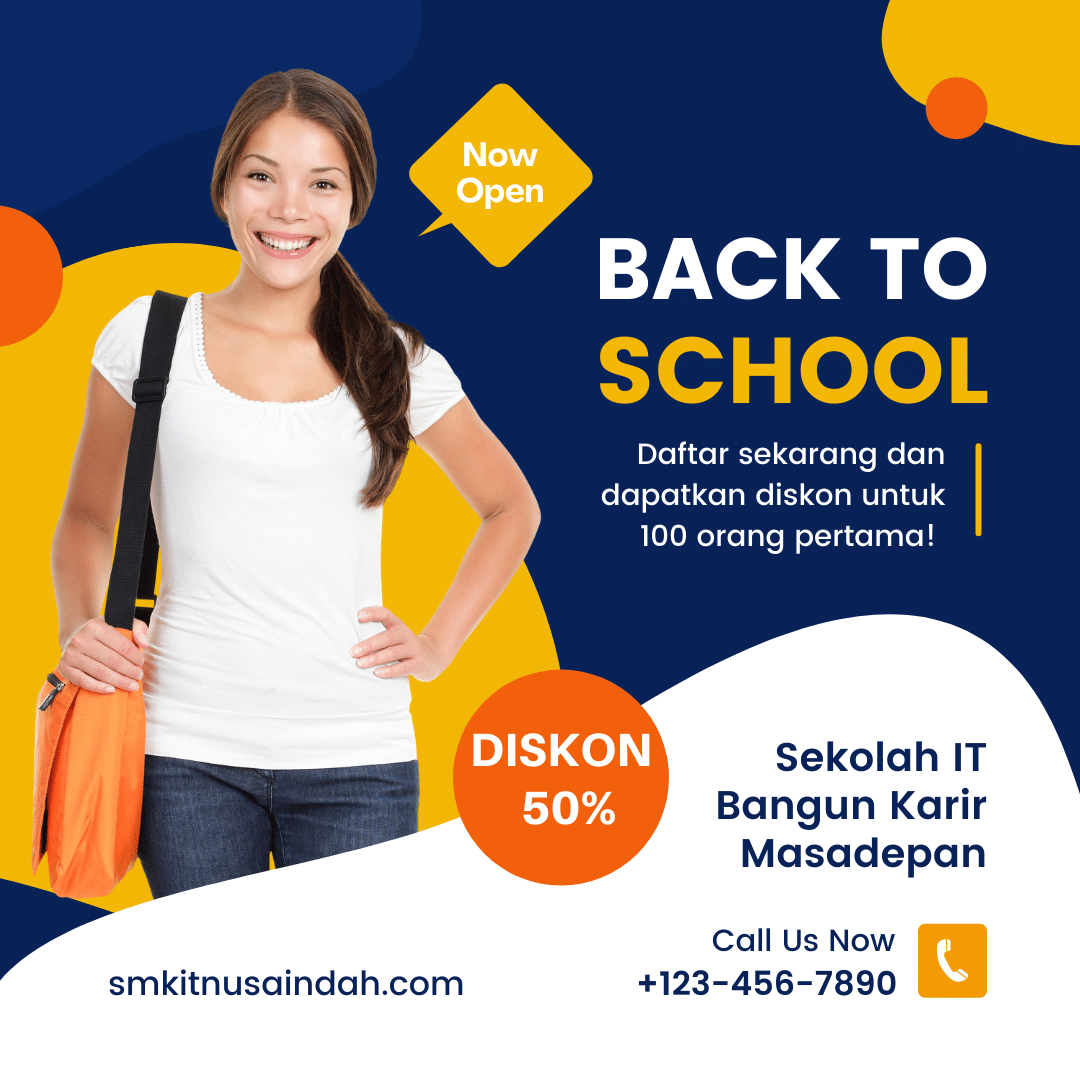 Now
Open
BACK TO
SCHOOL
Daftar sekarang dan
dapatkan diskon untuk
100 orang pertama!
DISKON
50%
Sekolah IT
Bangun Karir
Masadepan
Call Us Now
+123-456-7890
smkitnusaindah.com